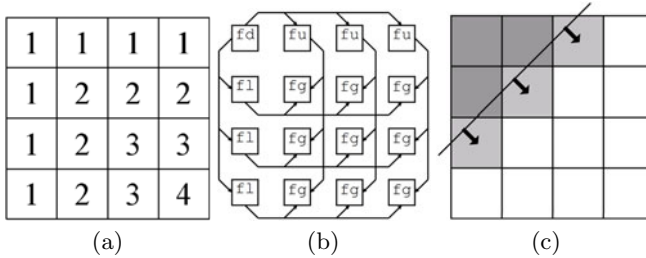 1 1 1 1
1 2 2 2
1 2 3 3
1 2 3 4
fd fu fu fu
fl fg fg fg
fl fg fg fg
fl fg fg fg
(a) (b) (c)